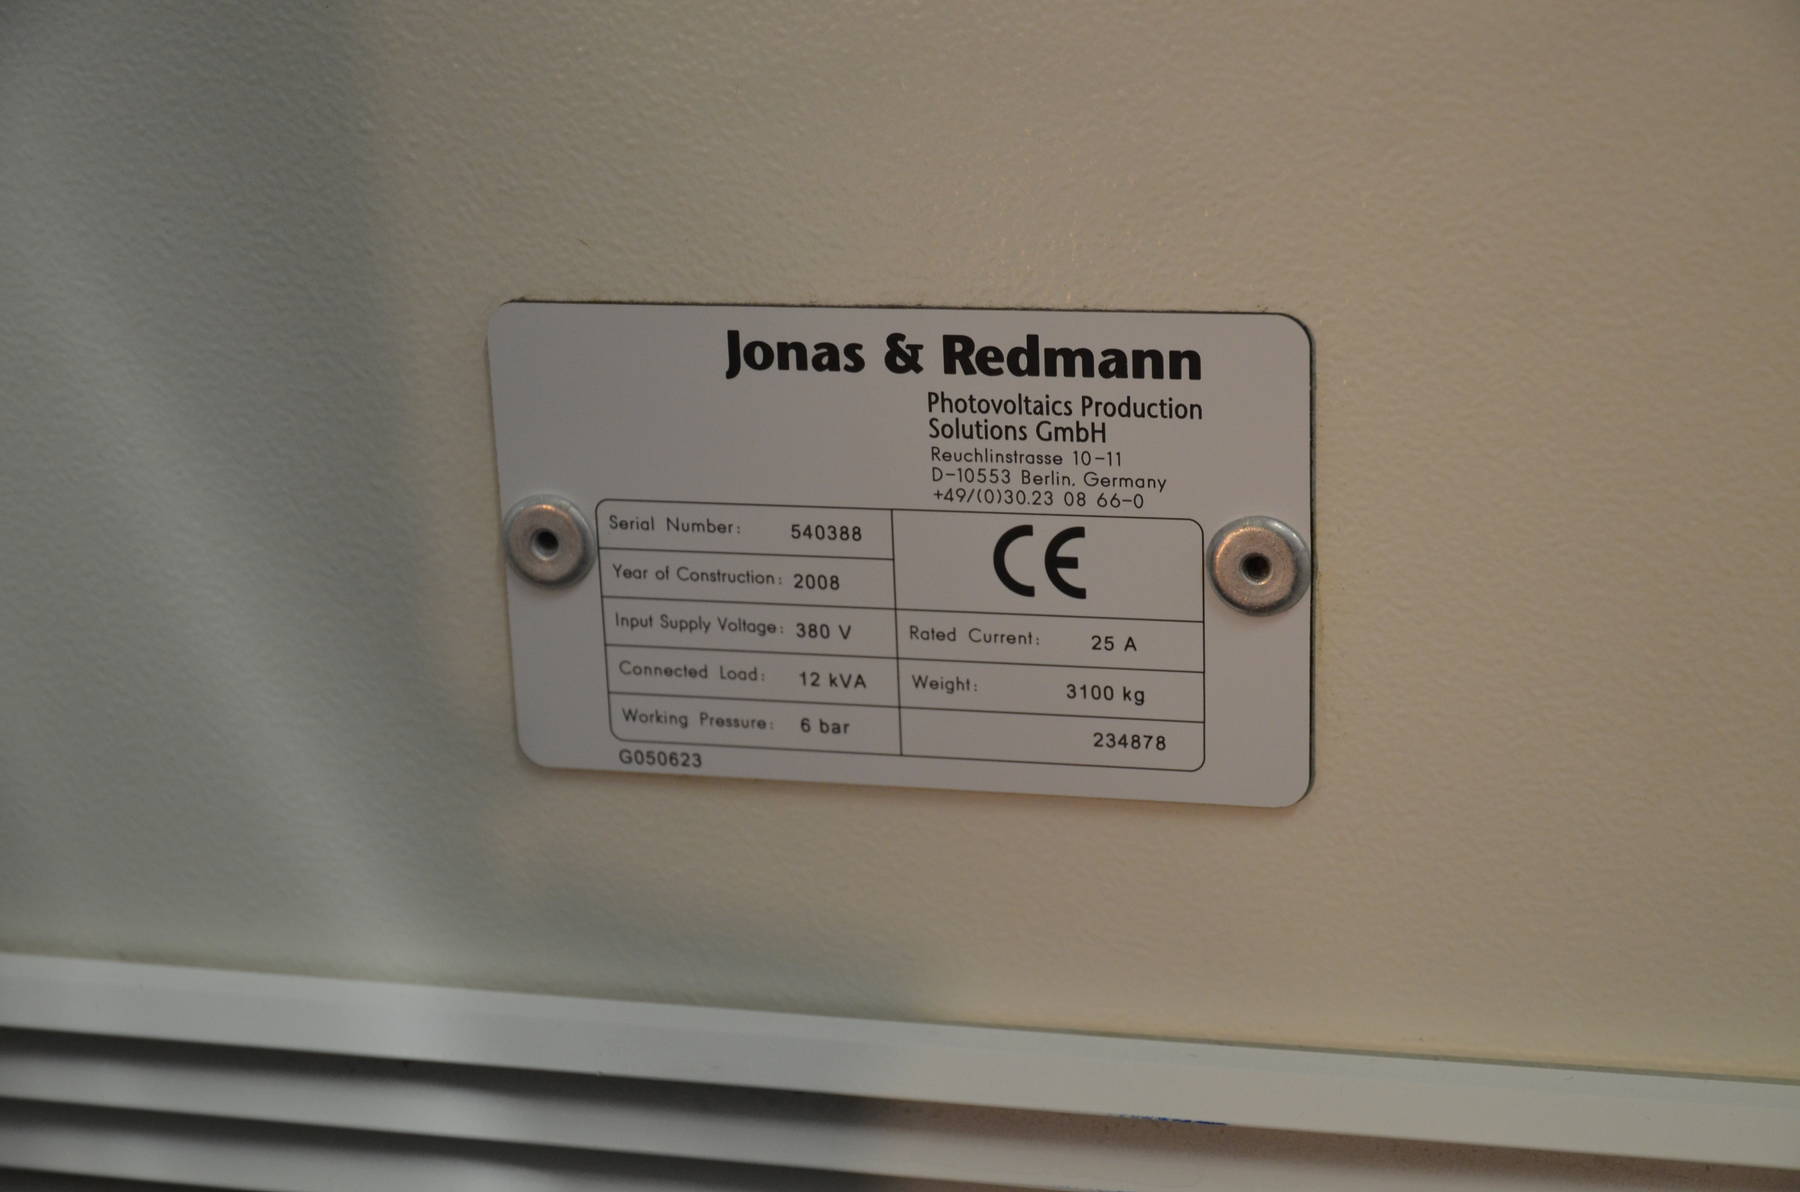 Jonas & Redmann
Photovoltaics Production
Solutions GmbH
Reuchlinstrasse 10-11
D-10553 Berlin, Germany
+49/(0)30.23 08 66-0
Serial Number: 540388
CE
Year of Construction: 2008
Input Supply Voltage: 380 V
Rated Current: 25 A
Connected Load: 12 kVA
Weight: 3100 kg
Working Pressure: 6 bar
234878
G050623